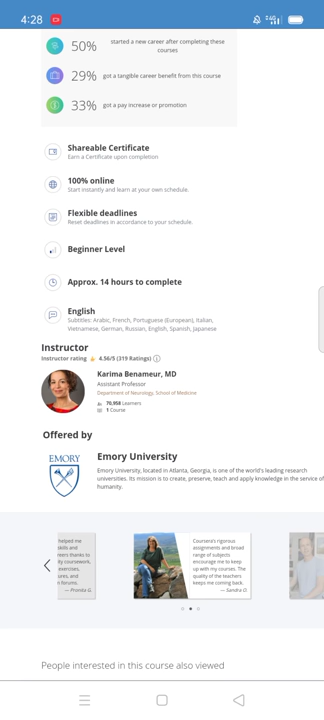 4:28
50% started a new career after completing these
courses
29% got a tangible career benefit from this course
33% got a pay increase or promotion
Shareable Certificate
Earn a Certificate upon completion
100% online
Start instantly and learn at your own schedule.
Flexible deadlines
Reset deadlines in accordance to your schedule.
Beginner Level
Approx. 14 hours to complete
English
Subtitles: Arabic, French, Portuguese (European), Italian,
Vietnamese, German, Russian, English, Spanish, Japanese
Instructor
Instructor rating 4.56/5 (319 Ratings)
Karima Benameur, MD
Assistant Professor
Department of Neurology, School of Medicine
70,958 Learners
1 Course
Offered by
EMORY
Emory University
Emory University, located in Atlanta, Georgia, is one of the world's leading research
universities. Its mission is to create, preserve, teach and apply knowledge in the service of
humanity.
helped me
skills and
reers thanks to
ty coursework,
exercises,
ures, and
n forums.
— Pronita G.
Coursera's rigorous
assignments and broad
range of subjects
encourage me to keep
up with my courses. The
quality of the teachers
keeps me coming back.
— Sandra O.
People interested in this course also viewed